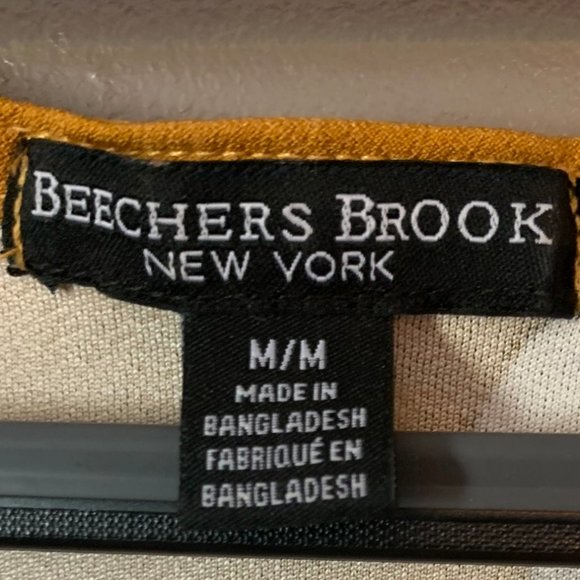 BEECHERS BROOK
NEW YORK
M/M
MADE IN
BANGLADESH
FABRIQUÉ EN
BANGLADESH